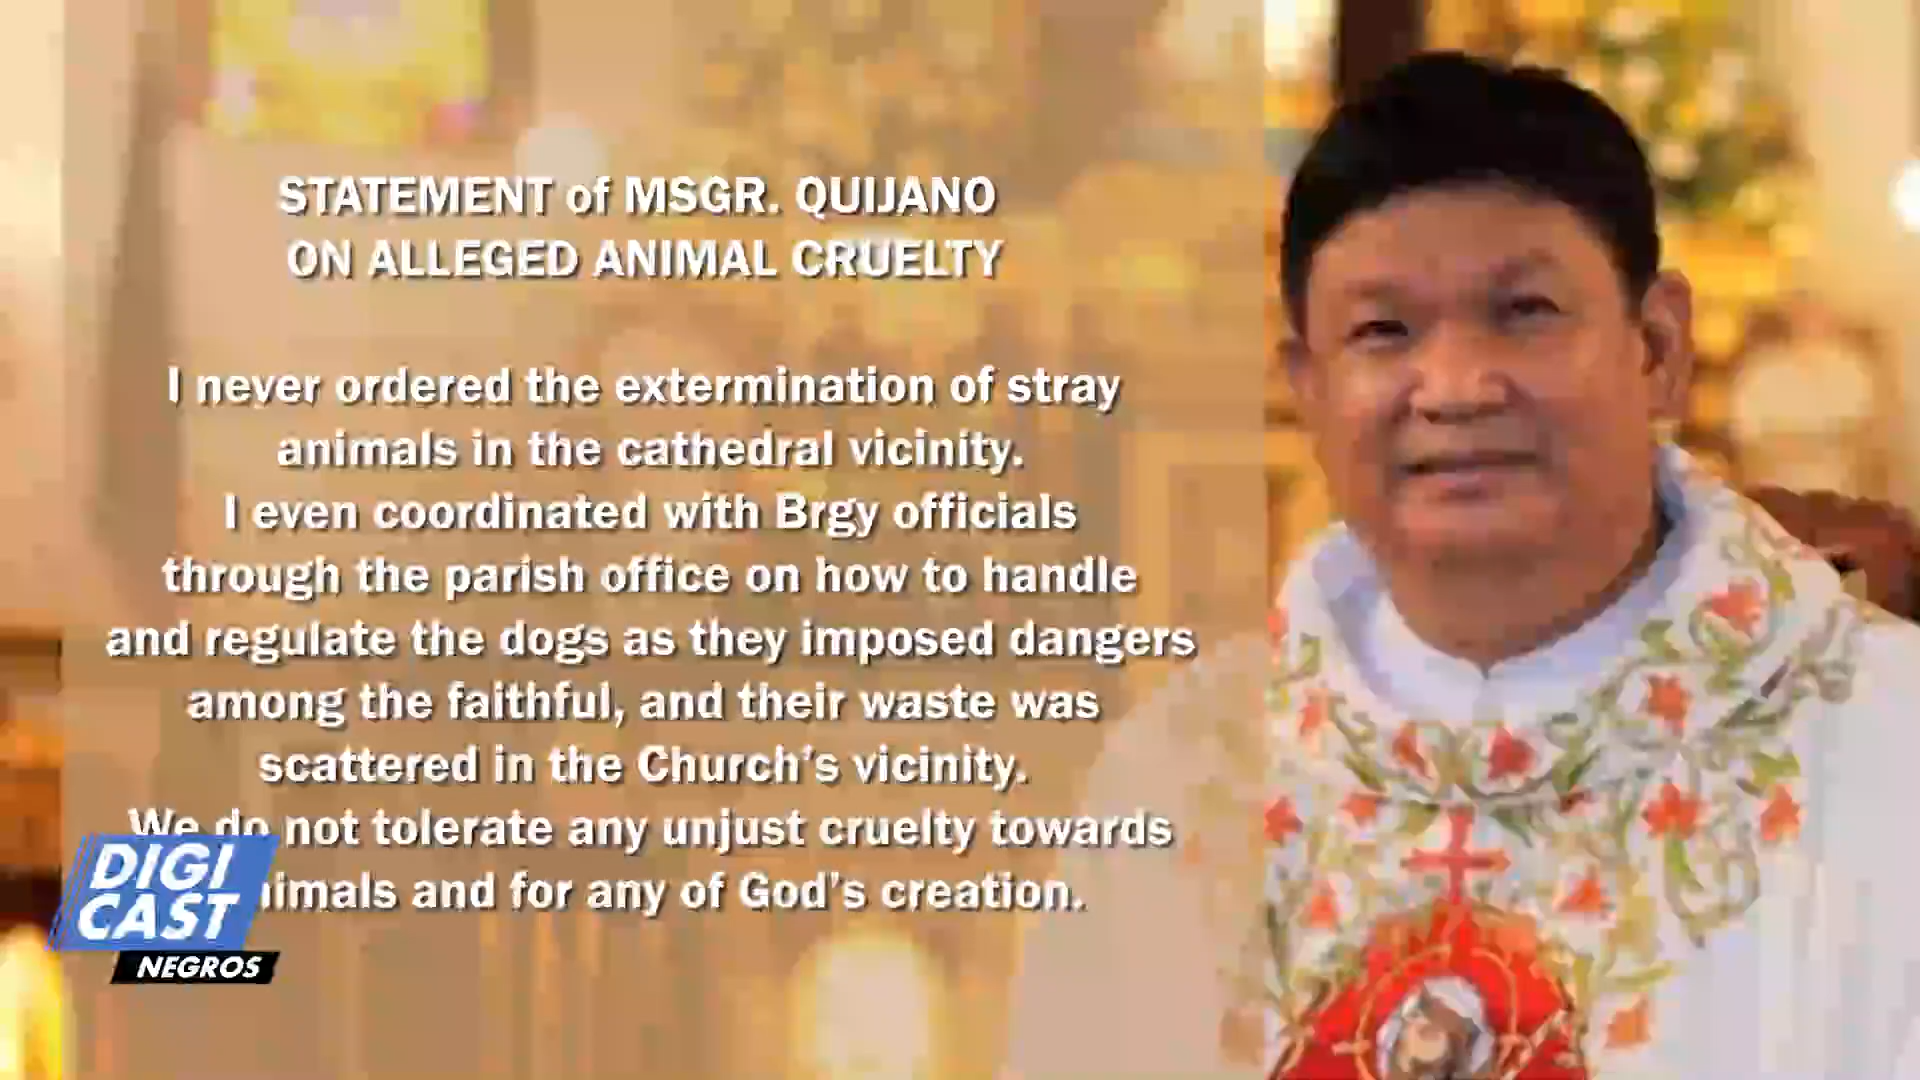 STATEMENT of MSGR. QUIJANO
ON ALLEGED ANIMAL CRUELTY
I never ordered the extermination of stray
animals in the cathedral vicinity.
I even coordinated with Brgy officials
through the parish office on how to handle
and regulate the dogs as they imposed dangers
among the faithful, and their waste was
scattered in the Church's vicinity.
We do not tolerate any unjust cruelty towards
nimals and for any of God's creation.
DIGI
CAST
NEGROS